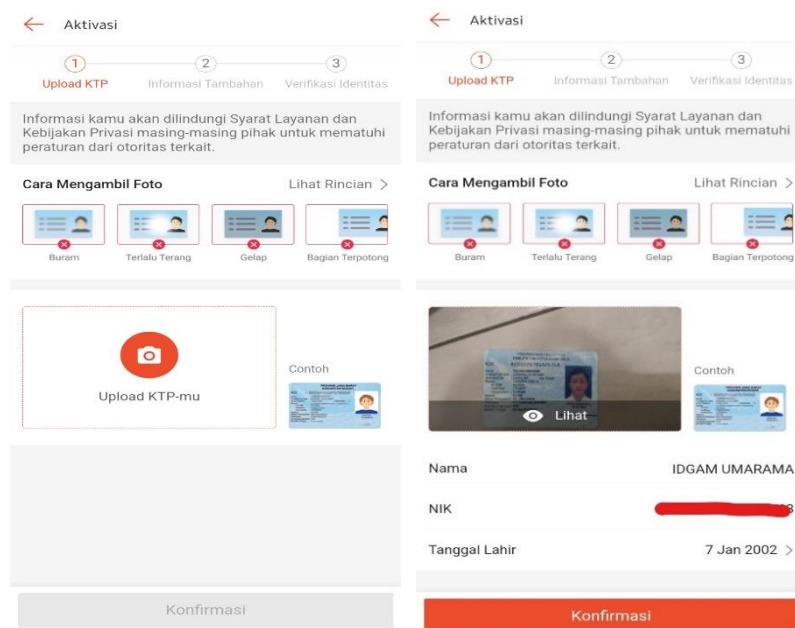 Aktivasi
1
2
3
Upload KTP
Informasi Tambahan
Verifikasi Identitas
Informasi kamu akan dilindungi Syarat Layanan dan
Kebijakan Privasi masing-masing pihak untuk mematuhi
peraturan dari otoritas terkait.
Cara Mengambil Foto
Lihat Rincian >
Buram
Terlalu Terang
Gelap
Bagian Terpotong
Upload KTP-mu
Contoh
Konfirmasi
Aktivasi
1
2
3
Upload KTP
Informasi Tambahan
Verifikasi Identitas
Informasi kamu akan dilindungi Syarat Layanan dan
Kebijakan Privasi masing-masing pihak untuk mematuhi
peraturan dari otoritas terkait.
Cara Mengambil Foto
Lihat Rincian >
Buram
Terlalu Terang
Gelap
Bagian Terpotong
Lihat
Contoh
Nama
IDGAM UMARAMA
NIK
Tanggal Lahir
7 Jan 2002 >
Konfirmasi